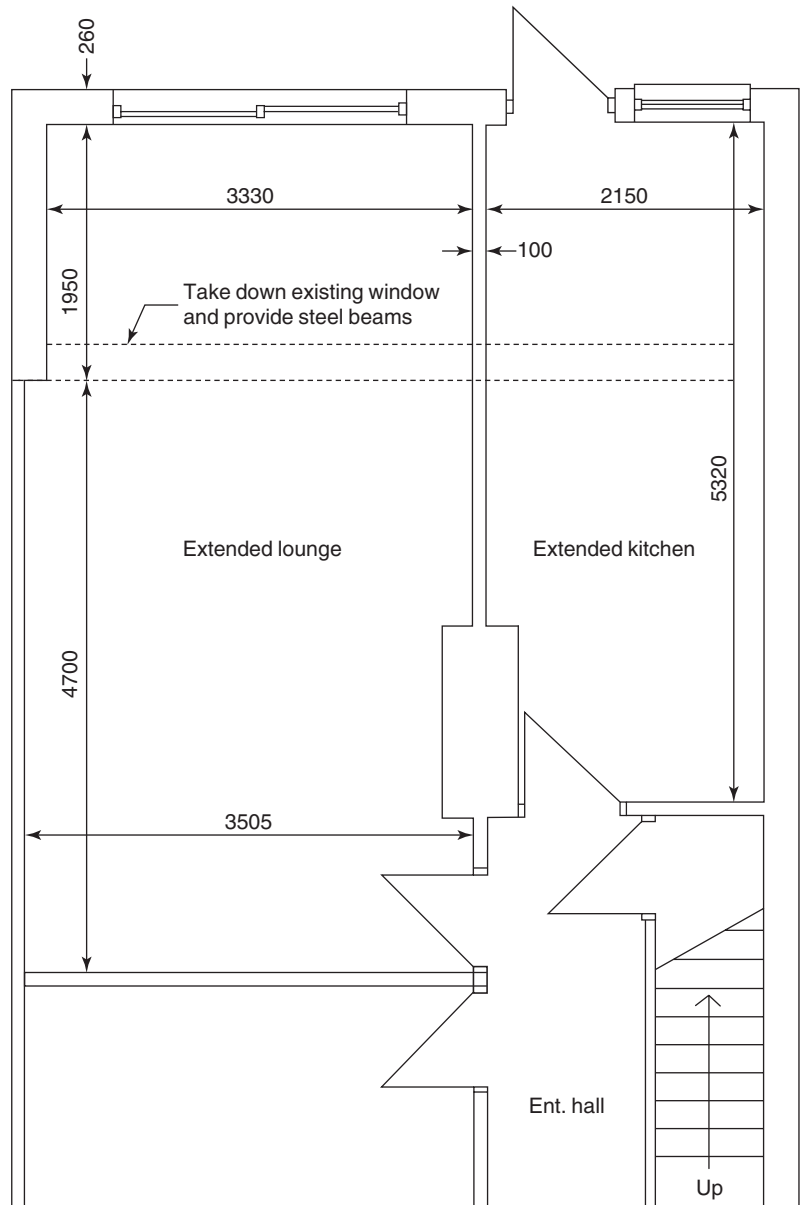 260
3330
2150
100
1950
Take down existing window
and provide steel beams
5320
Extended lounge
Extended kitchen
4700
3505
Ent. hall
Up